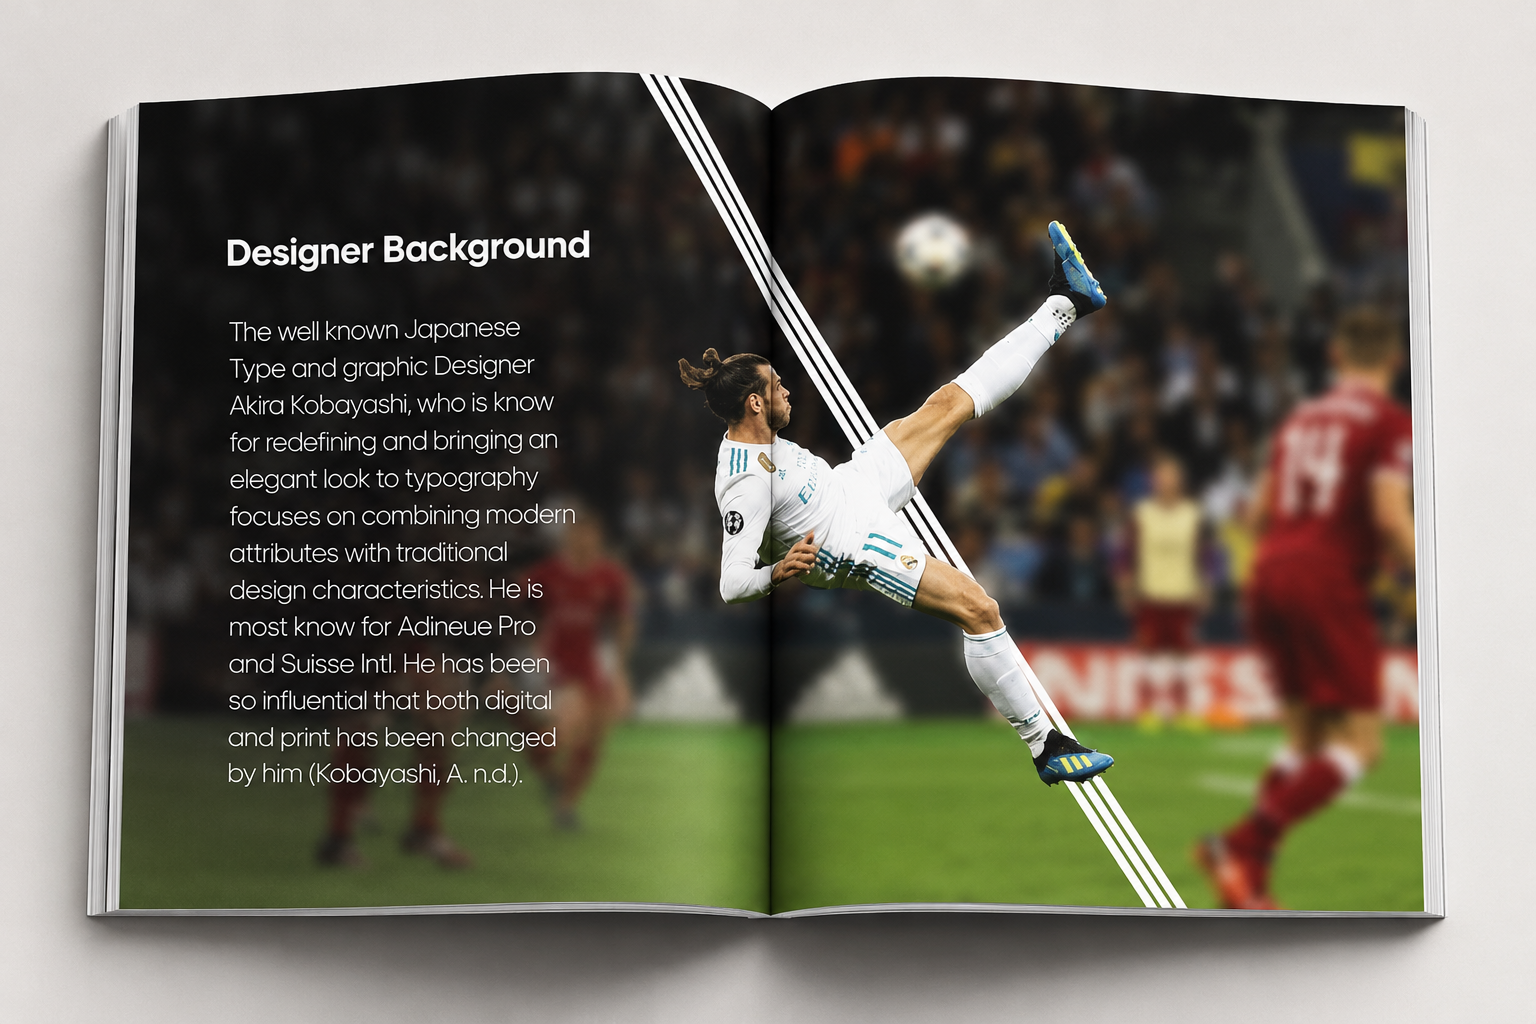 Designer Background
The well known Japanese
Type and graphic Designer
Akira Kobayashi, who is know
for redefining and bringing an
elegant look to typography
focuses on combining modern
attributes with traditional
design characteristics. He is
most know for Adineue Pro
and Suisse Intl. He has been
so influential that both digital
and print has been changed
by him (Kobayashi, A. n.d.).
11
14